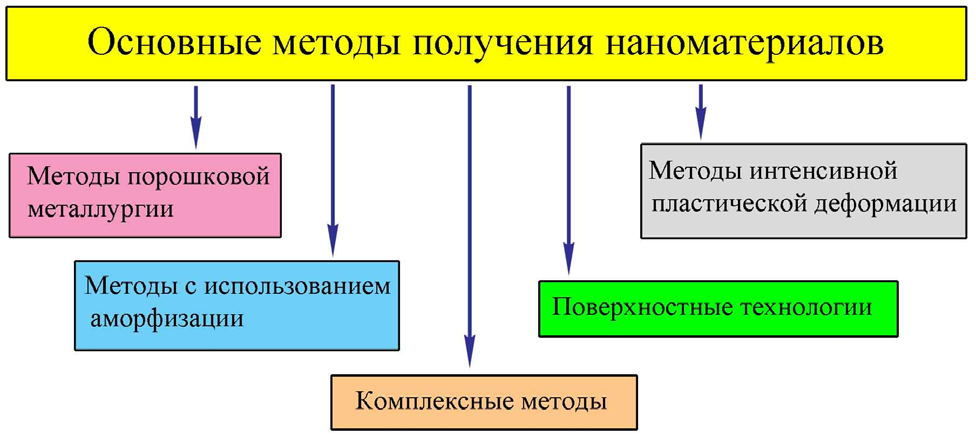 Основные методы получения наноматериалов
Методы порошковой
металлургии
Методы интенсивной
пластической деформации
Методы с использованием
аморфизации
Поверхностные технологии
Комплексные методы